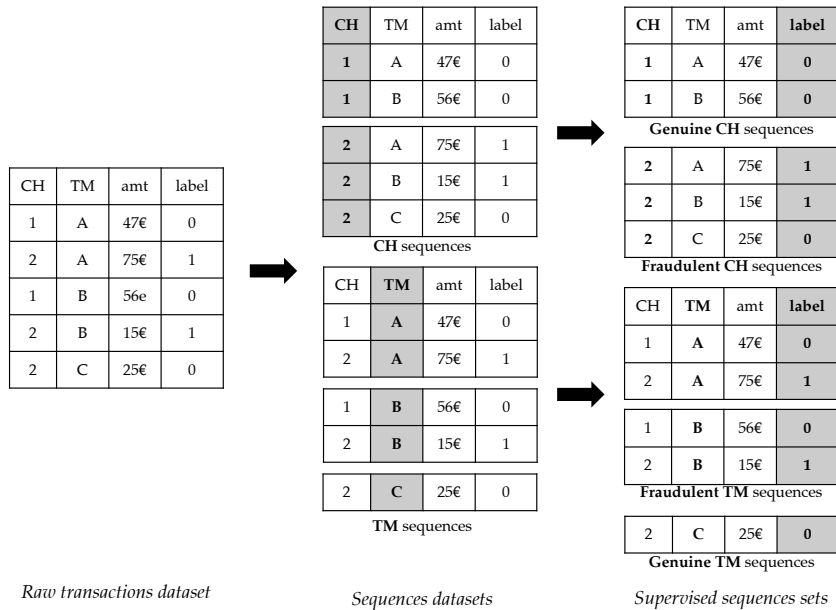 CH TM amt label
1 A 47€ 0
2 A 75€ 1
1 B 56e 0
2 B 15€ 1
2 C 25€ 0
Raw transactions dataset
CH TM amt label
1 A 47€ 0
1 B 56€ 0
2 A 75€ 1
2 B 15€ 1
2 C 25€ 0
CH sequences
CH TM amt label
1 A 47€ 0
2 A 75€ 1
1 B 56€ 0
2 B 15€ 1
2 C 25€ 0
TM sequences
Sequences datasets
CH TM amt label
1 A 47€ 0
1 B 56€ 0
Genuine CH sequences
2 A 75€ 1
2 B 15€ 1
2 C 25€ 0
Fraudulent CH sequences
CH TM amt label
1 A 47€ 0
2 A 75€ 1
1 B 56€ 0
2 B 15€ 1
Fraudulent TM sequences
2 C 25€ 0
Genuine TM sequences
Supervised sequences sets